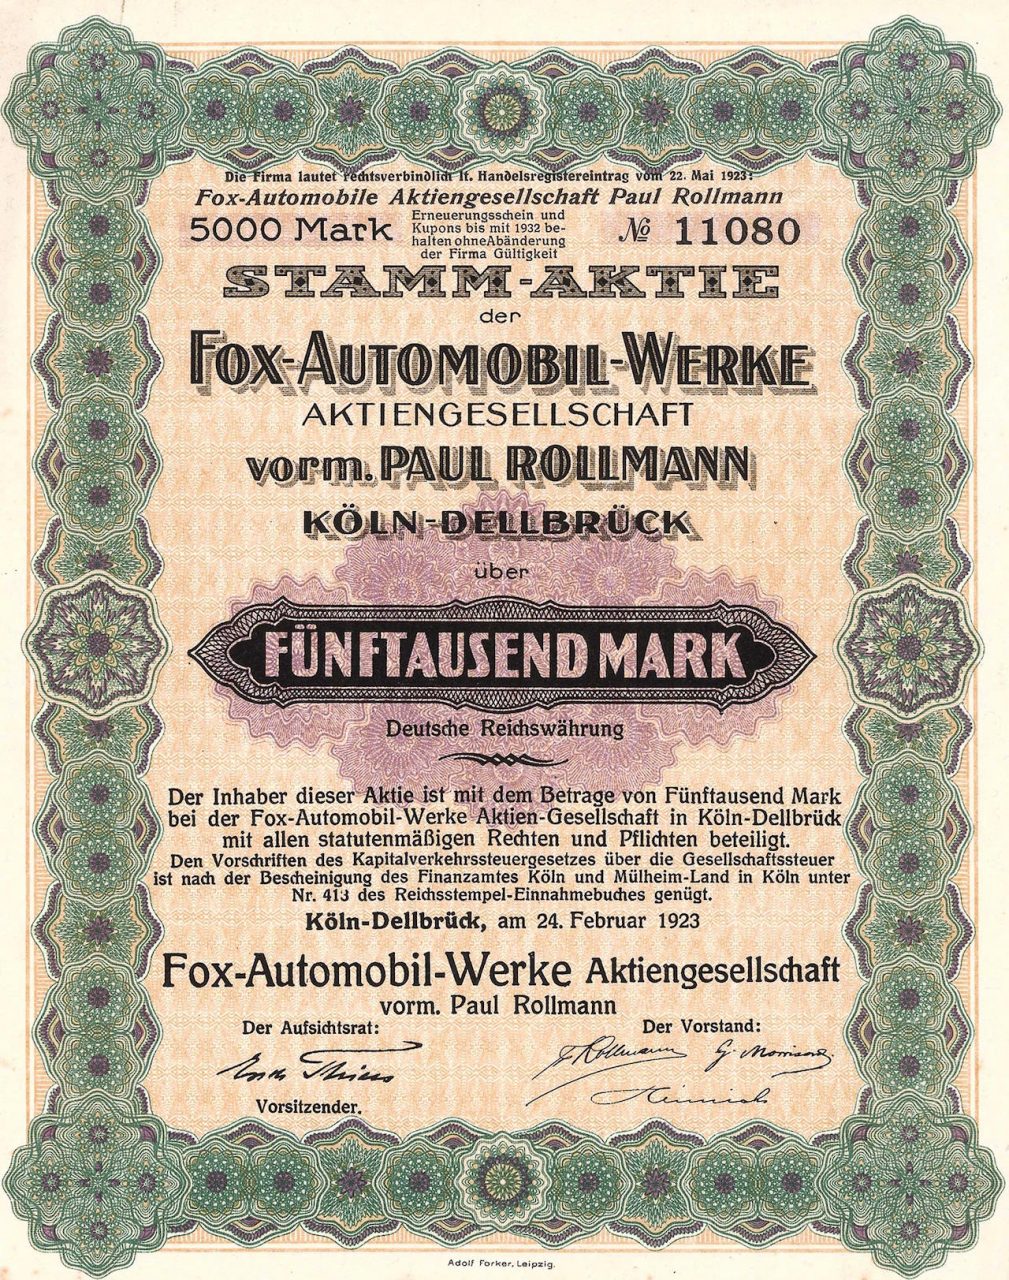 Die Firma lautet rechtsverbindlich lt. Handelsregistereintrag vom 22. Mai 1923:
Fox-Automobile Aktiengesellschaft Paul Rollmann
5000 Mark
Erneuerungsschein und
Kupons bis mit 1932 be-
halten ohne Abänderung
der Firma Gültigkeit
№ 11080
STAMM-AKTIE
der
FOX-AUTOMOBIL-WERKE
AKTIENGESELLSCHAFT
vorm. PAUL ROLLMANN
KÖLN-DELLBRÜCK
über
FÜNFTAUSEND MARK
Deutsche Reichswährung
Der Inhaber dieser Aktie ist mit dem Betrage von Fünftausend Mark
bei der Fox-Automobil-Werke Aktien-Gesellschaft in Köln-Dellbrück
mit allen statutenmäßigen Rechten und Pflichten beteiligt.
Den Vorschriften des Kapitalverkehrssteuergesetzes über die Gesellschaftssteuer
ist nach der Bescheinigung des Finanzamtes Köln und Mülheim-Land in Köln unter
Nr. 413 des Reichsstempel-Einnahmebuches genügt.
Köln-Dellbrück, am 24. Februar 1923
Fox-Automobil-Werke Aktiengesellschaft
vorm. Paul Rollmann
Der Aufsichtsrat:
Der Vorstand:
Rollmann
Heinrichs
Vorsitzender.
Adolf Forker, Leipzig.